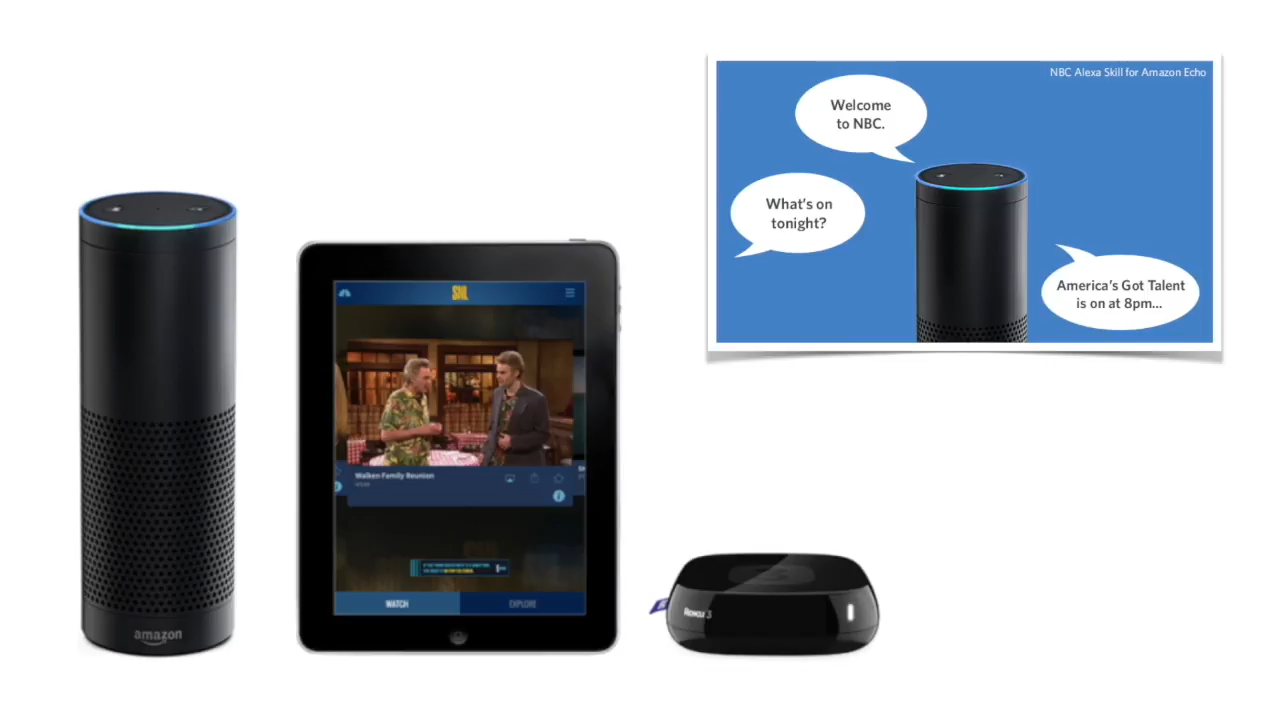 NBC Alexa Skill for Amazon Echo
Welcome
to NBC.
What's on
tonight?
America's Got Talent
is on at 8pm...
SNL
Walken Family Reunion
WATCH
EXPLORE
amazon
Roku 3